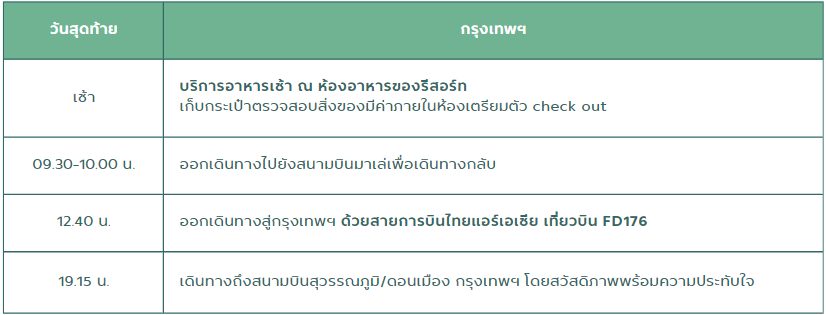 วันสุดท้าย
กรุงเทพฯ
เช้า
บริการอาหารเช้า ณ ห้องอาหารของรีสอร์ท
เก็บกระเป๋าตรวจสอบสิ่งของมีค่าภายในห้องเตรียมตัว check out
09.30-10.00 น.
ออกเดินทางไปยังสนามบินมาเล่เพื่อเดินทางกลับ
12.40 น.
ออกเดินทางสู่กรุงเทพฯ ด้วยสายการบินไทยแอร์เอเชีย เที่ยวบิน FD176
19.15 น.
เดินทางถึงสนามบินสุวรรณภูมิ/ดอนเมือง กรุงเทพฯ โดยสวัสดิภาพพร้อมความประทับใจ